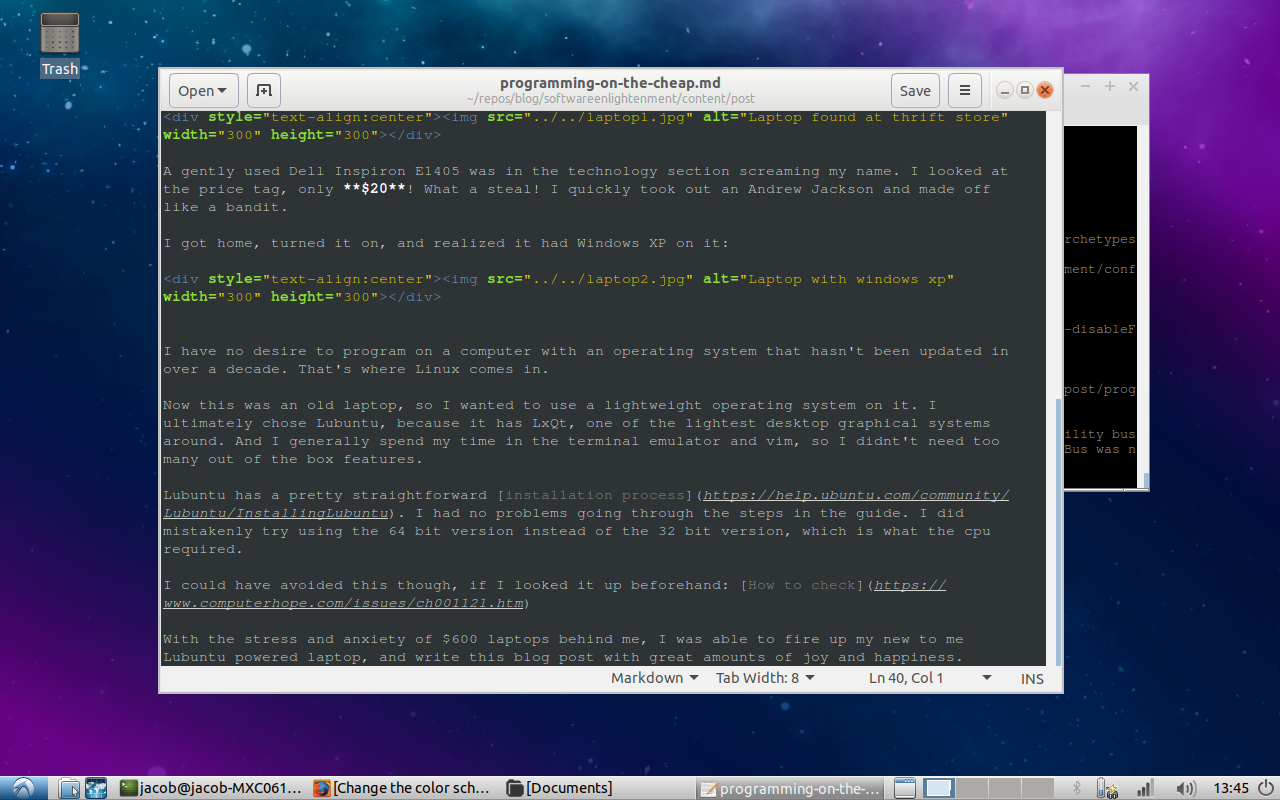 Trash
Open
programming-on-the-cheap.md
~/repos/blog/softwareenlightenment/content/post
Save
<div style="text-align:center"><img src="../../laptop1.jpg" alt="Laptop found at thrift store"
width="300" height="300"></div>
A gently used Dell Inspiron E1405 was in the technology section screaming my name. I looked at
the price tag, only **$20**! What a steal! I quickly took out an Andrew Jackson and made off
like a bandit.
I got home, turned it on, and realized it had Windows XP on it:
<div style="text-align:center"><img src="../../laptop2.jpg" alt="Laptop with windows xp"
width="300" height="300"></div>
I have no desire to program on a computer with an operating system that hasn't been updated in
over a decade. That's where Linux comes in.
Now this was an old laptop, so I wanted to use a lightweight operating system on it. I
ultimately chose Lubuntu, because it has LxQt, one of the lightest desktop graphical systems
around. And I generally spend my time in the terminal emulator and vim, so I didnt't need too
many out of the box features.
Lubuntu has a pretty straightforward [installation process](https://help.ubuntu.com/community/
Lubuntu/InstallingLubuntu). I had no problems going through the steps in the guide. I did
mistakenly try using the 64 bit version instead of the 32 bit version, which is what the cpu
required.
I could have avoided this though, if I looked it up beforehand: [How to check](https://
www.computerhope.com/issues/ch001121.htm)
With the stress and anxiety of $600 laptops behind me, I was able to fire up my new to me
Lubuntu powered laptop, and write this blog post with great amounts of joy and happiness.
rchetypes
ment/conf
-disableF
post/prog
ility bus
Bus was n
Markdown Tab Width: 8 Ln 40, Col 1 INS
jacob@jacob-MXC061... [Change the color sch... [Documents] programming-on-the-... 13:45